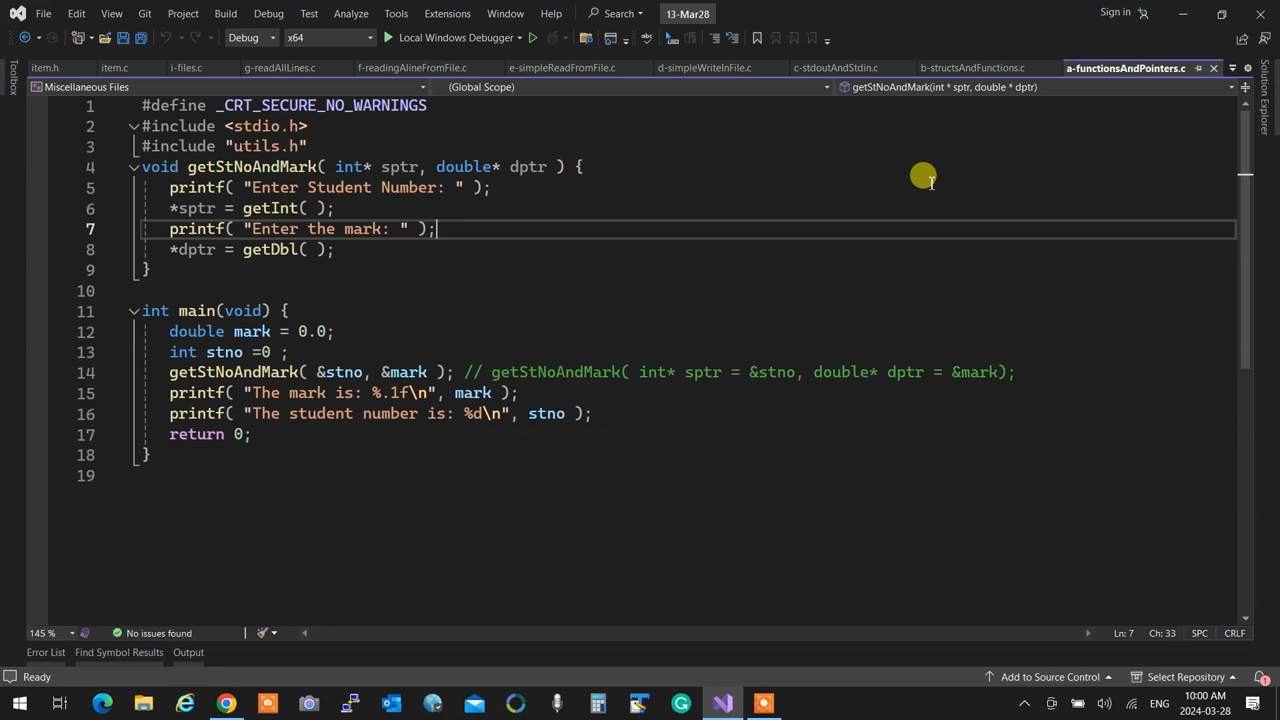 File Edit View Git Project Build Debug Test Analyze Tools Extensions Window Help Search 13-Mar28 Sign in
Debug x64 Local Windows Debugger
item.h item.c i-files.c g-readAllLines.c f-readingAlineFromFile.c e-simpleReadFromFile.c d-simpleWriteInFile.c c-stdoutAndStdin.c b-structsAndFunctions.c a-functionsAndPointers.c
Miscellaneous Files (Global Scope) getStNoAndMark(int * sptr, double * dptr)
Toolbox
Solution Explorer
1 #define _CRT_SECURE_NO_WARNINGS
2 #include <stdio.h>
3 #include "utils.h"
4 void getStNoAndMark( int* sptr, double* dptr ) {
5 printf( "Enter Student Number: " );
6 *sptr = getInt( );
7 printf( "Enter the mark: " );
8 *dptr = getDbl( );
9 }
10
11 int main(void) {
12 double mark = 0.0;
13 int stno =0 ;
14 getStNoAndMark( &stno, &mark ); // getStNoAndMark( int* sptr = &stno, double* dptr = &mark);
15 printf( "The mark is: %.1f\n", mark );
16 printf( "The student number is: %d\n", stno );
17 return 0;
18 }
19
145 % No issues found Ln: 7 Ch: 33 SPC CRLF
Error List Find Symbol Results Output
Ready Add to Source Control Select Repository 1
ENG 10:00 AM
2024-03-28